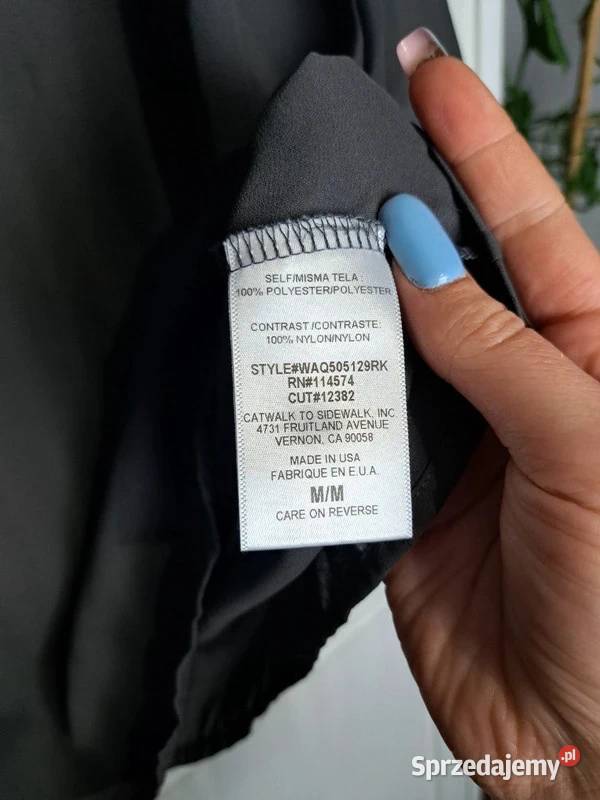 SELF/MISMA TELA :
100% POLYESTER/POLYESTER
CONTRAST /CONTRASTE:
100% NYLON/NYLON
STYLE#WAQ505129RK
RN#114574
CUT#12382
CATWALK TO SIDEWALK, INC
4731 FRUITLAND AVENUE
VERNON, CA 90058
MADE IN USA
FABRIQUE EN E.U.A.
M/M
CARE ON REVERSE
Sprzedajemy.pl